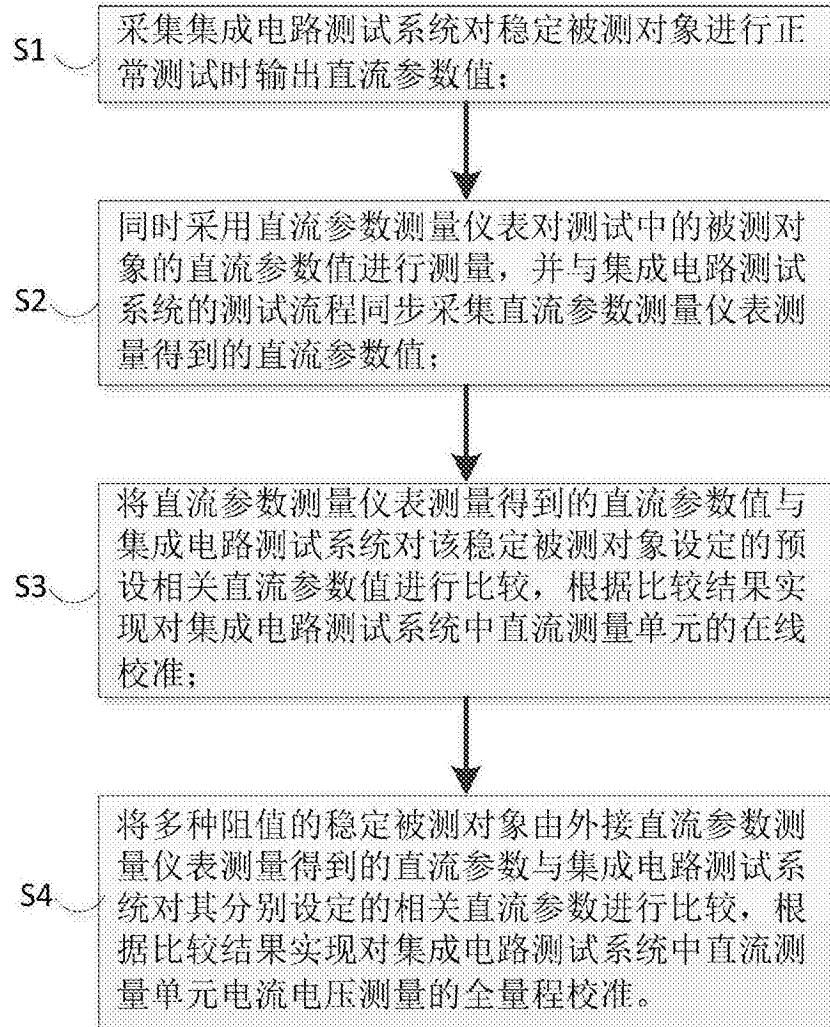 S1
采集集成电路测试系统对稳定被测对象进行正
常测试时输出直流参数值；
S2
同时采用直流参数测量仪表对测试中的被测对
象的直流参数值进行测量，并与集成电路测试
系统的测试流程同步采集直流参数测量仪表测
量得到的直流参数值；
S3
将直流参数测量仪表测量得到的直流参数值与
集成电路测试系统对该稳定被测对象设定的预
设相关直流参数值进行比较，根据比较结果实
现对集成电路测试系统中直流测量单元的在线
校准；
S4
将多种阻值的稳定被测对象由外接直流参数测
量仪表测量得到的直流参数与集成电路测试系
统对其分别设定的相关直流参数进行比较，根
据比较结果实现对集成电路测试系统中直流测
量单元电流电压测量的全量程校准。